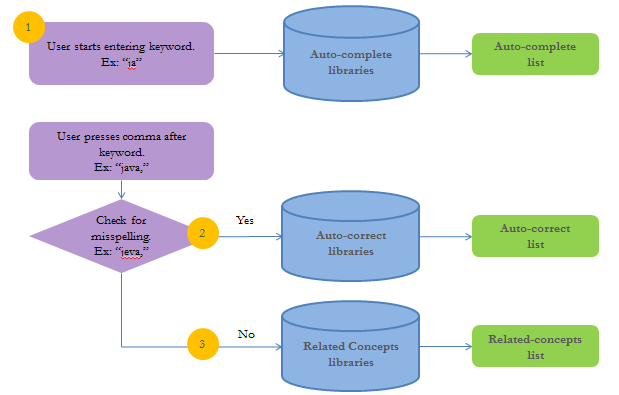 1
User starts entering keyword.
Ex: “ja”
Auto-complete
libraries
Auto-complete
list
User presses comma after
keyword.
Ex: “java,”
Check for
misspelling.
Ex: “jeva,”
2
Yes
Auto-correct
libraries
Auto-correct
list
3
No
Related Concepts
libraries
Related-concepts
list